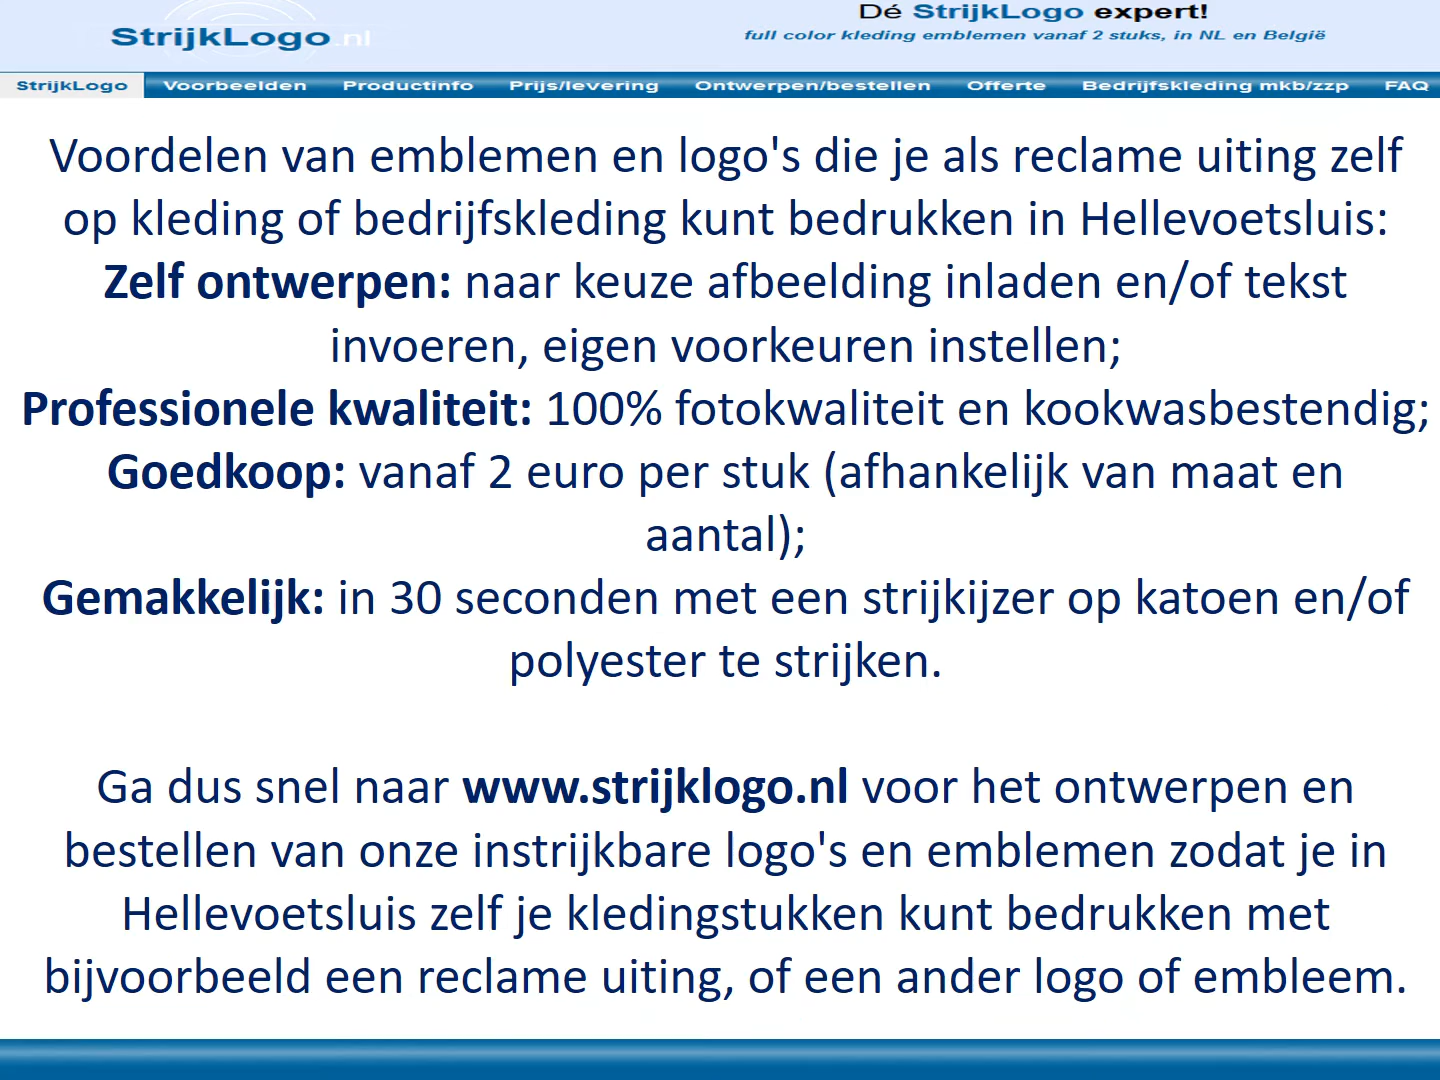 StrijkLogo.nl
Dé StrijkLogo expert!
full color kleding emblemen vanaf 2 stuks, in NL en België
StrijkLogo Voorbeelden Productinfo Prijs/levering Ontwerpen/bestellen Offerte Bedrijfskleding mkb/zzp FAQ
Voordelen van emblemen en logo's die je als reclame uiting zelf
op kleding of bedrijfskleding kunt bedrukken in Hellevoetsluis:
Zelf ontwerpen: naar keuze afbeelding inladen en/of tekst
invoeren, eigen voorkeuren instellen;
Professionele kwaliteit: 100% fotokwaliteit en kookwasbestendig;
Goedkoop: vanaf 2 euro per stuk (afhankelijk van maat en
aantal);
Gemakkelijk: in 30 seconden met een strijkijzer op katoen en/of
polyester te strijken.
Ga dus snel naar www.strijklogo.nl voor het ontwerpen en
bestellen van onze instrijkbare logo's en emblemen zodat je in
Hellevoetsluis zelf je kledingstukken kunt bedrukken met
bijvoorbeeld een reclame uiting, of een ander logo of embleem.